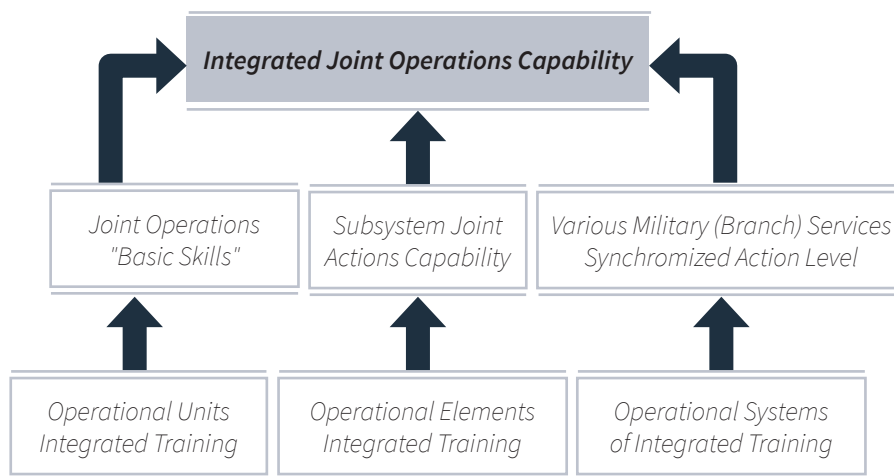 Integrated Joint Operations Capability
Joint Operations
"Basic Skills"
Subsystem Joint
Actions Capability
Various Military (Branch) Services
Synchronized Action Level
Operational Units
Integrated Training
Operational Elements
Integrated Training
Operational Systems
of Integrated Training